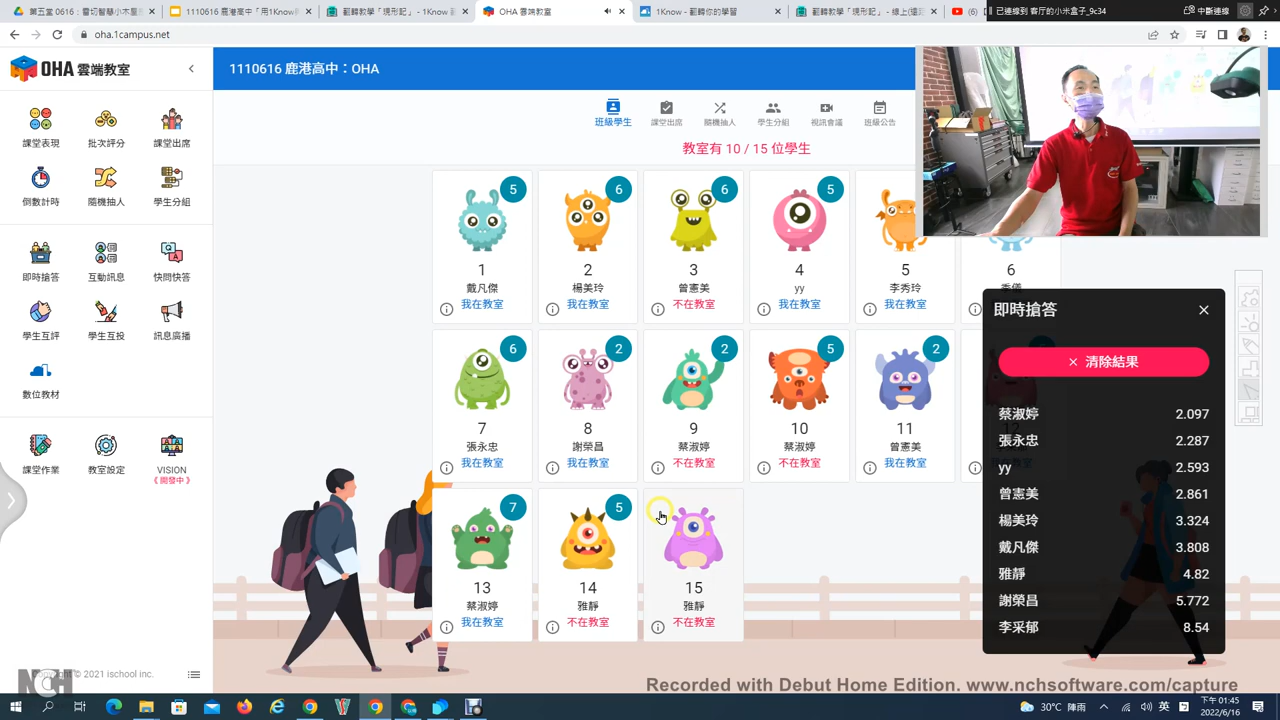 第五堂 0616：雲坊智慧小木屋
1110616 鹿港高中「用1Know
範轉教學「現形記」- 1Know 範
OHA 雲端教室
1Know - 範轉你的學習
範轉教學「現形記」- 線上(遠距
(6)
已連線到 客厅的小米盒子_9c34
中斷連線
oha.1campus.net
OHA 雲端教室
1110616 鹿港高中：OHA
課堂表現 批次評分 課堂出席
倒數計時 隨機抽人 學生分組
即時搶答 互動訊息 快問快答
學生互評 學生互投 訊息廣播
數位教材
課堂作業 教室設定 VISION
《 開發中 》
班級學生 課堂出席 隨機抽人 學生分組 視訊會議 班級公告
教室有 10 / 15 位學生
5 6 6 5
1 2 3 4 5 6
戴凡傑 楊美玲 曾憲美 yy 李秀玲
我在教室 我在教室 不在教室 我在教室 我在教室
6 2 2 5 2
7 8 9 10 11 12
張永忠 謝榮昌 蔡淑婷 蔡淑婷 曾憲美
我在教室 我在教室 不在教室 不在教室 我在教室
7 5
13 14 15
蔡淑婷 雅靜 雅靜
我在教室 不在教室 不在教室
即時搶答
清除結果
蔡淑婷 2.097
張永忠 2.287
yy 2.593
曾憲美 2.861
楊美玲 3.324
戴凡傑 3.808
雅靜 4.82
謝榮昌 5.772
李采郁 8.54
© 2021 ischool inc.
NCH
Recorded with Debut Home Edition. www.nchsoftware.com/capture
30°C 陣雨
英
下午 01:45
2022/6/16